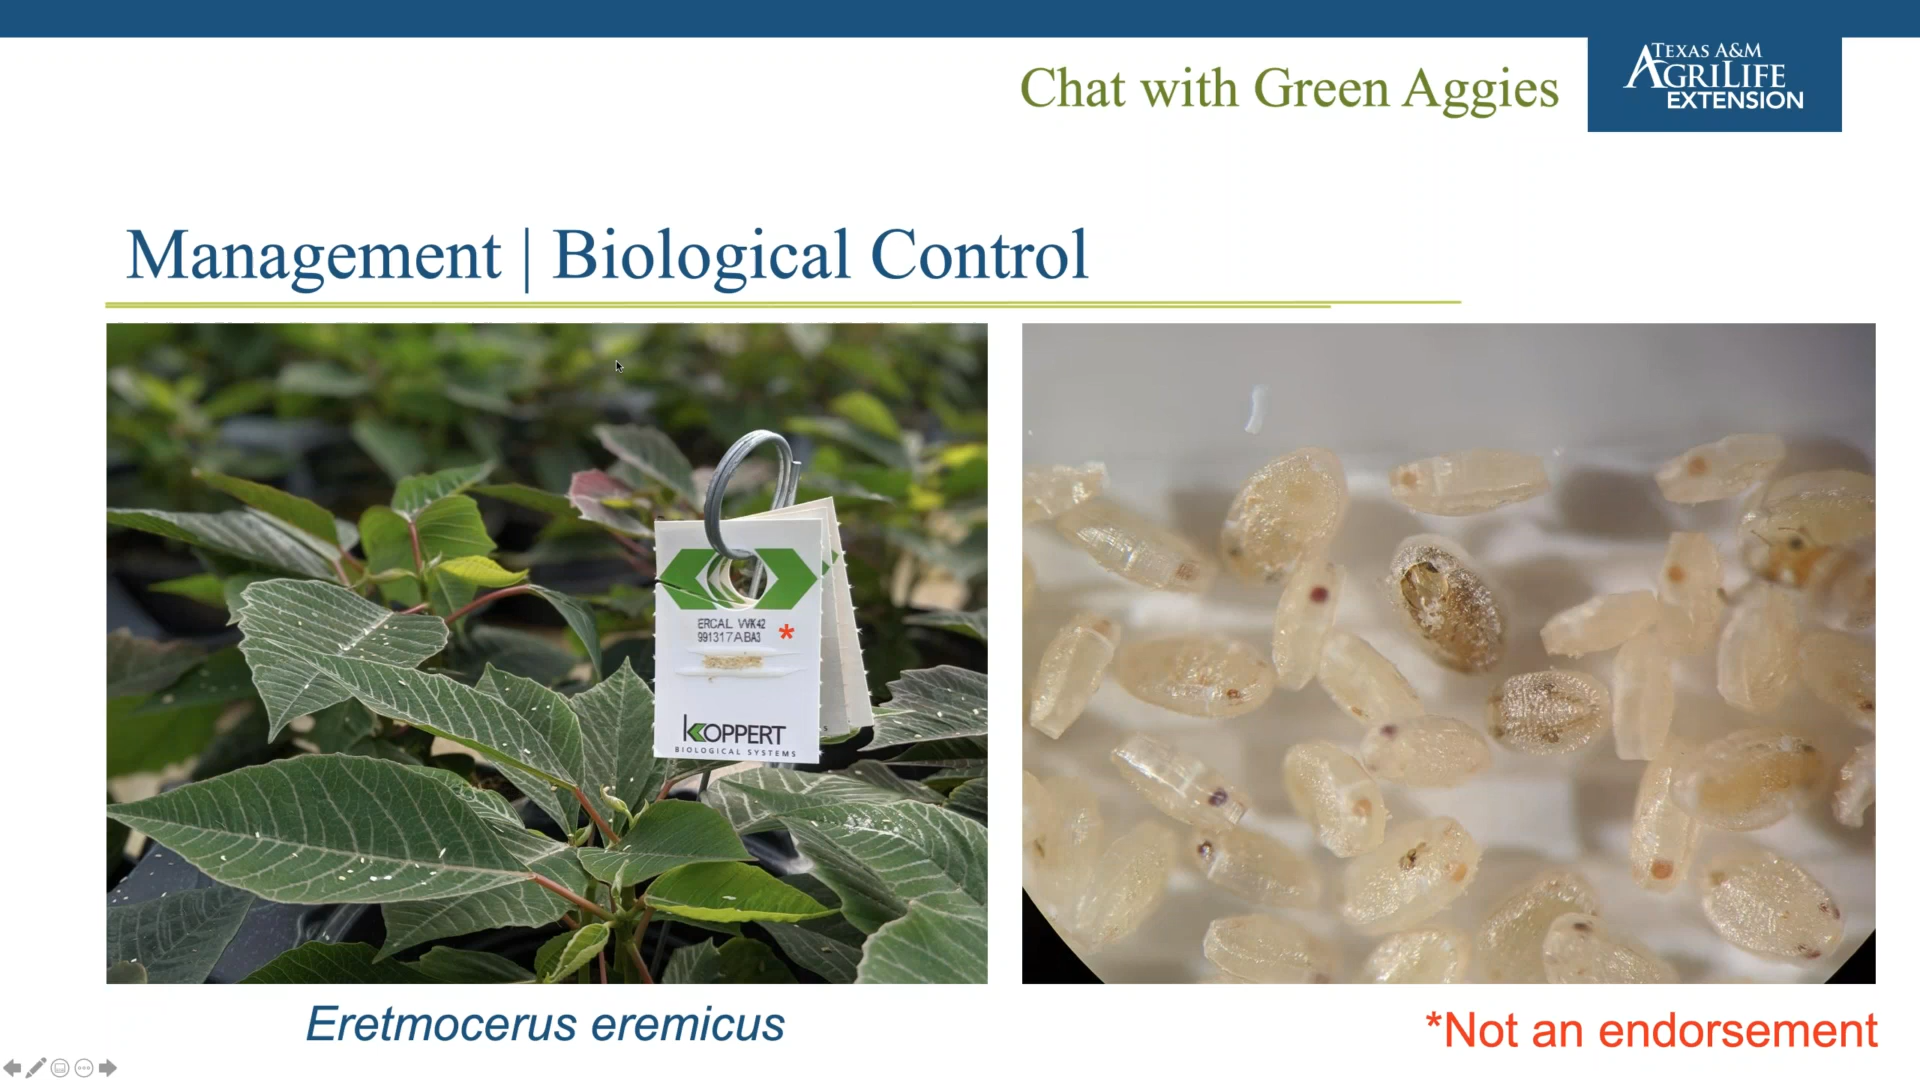 Chat with Green Aggies
TEXAS A&M
AGRILIFE
EXTENSION
Management | Biological Control
ERCAL WK42
991317ABA3 *
KOPPERT
BIOLOGICAL SYSTEMS
Eretmocerus eremicus
*Not an endorsement